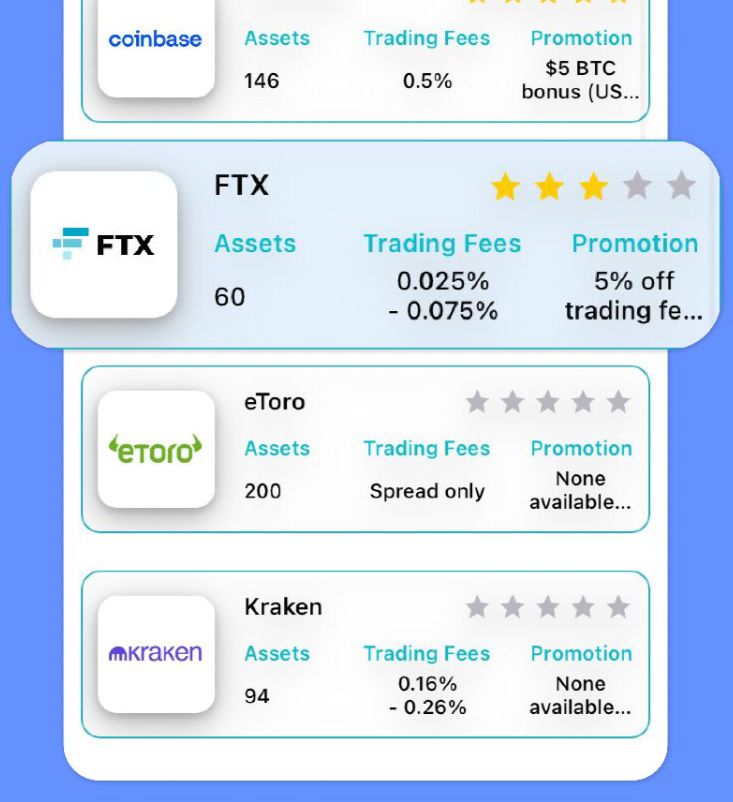 coinbase
Assets Trading Fees Promotion
146 0.5% $5 BTC
bonus (US...
FTX
FTX
Assets Trading Fees Promotion
60 0.025%
- 0.075% 5% off
trading fe...
eToro
eToro
Assets Trading Fees Promotion
200 Spread only None
available...
Kraken
mKraken
Assets Trading Fees Promotion
94 0.16%
- 0.26% None
available...